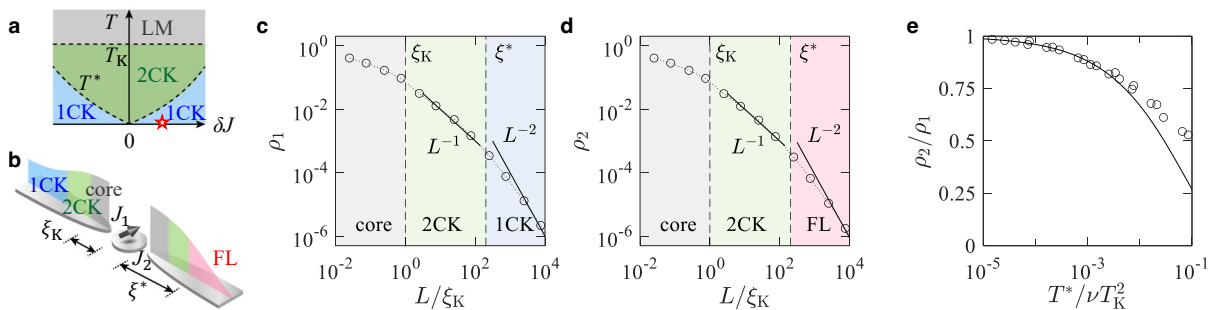 a
T
LM
T_K
T*
2CK
1CK
1CK
0
δJ
b
1CK
core
2CK
J_1
ξ_K
J_2
FL
ξ*
c
10^0
ξ_K
ξ*
10^-2
ρ_1
L^-1
L^-2
10^-4
core
2CK
1CK
10^-6
10^-2
10^0
10^2
10^4
L/ξ_K
d
10^0
ξ_K
ξ*
10^-2
ρ_2
L^-1
L^-2
10^-4
core
2CK
FL
10^-6
10^-2
10^0
10^2
10^4
L/ξ_K
e
1
0.75
ρ_2/ρ_1
0.5
0.25
0
10^-5
10^-3
10^-1
T*/νT_K^2